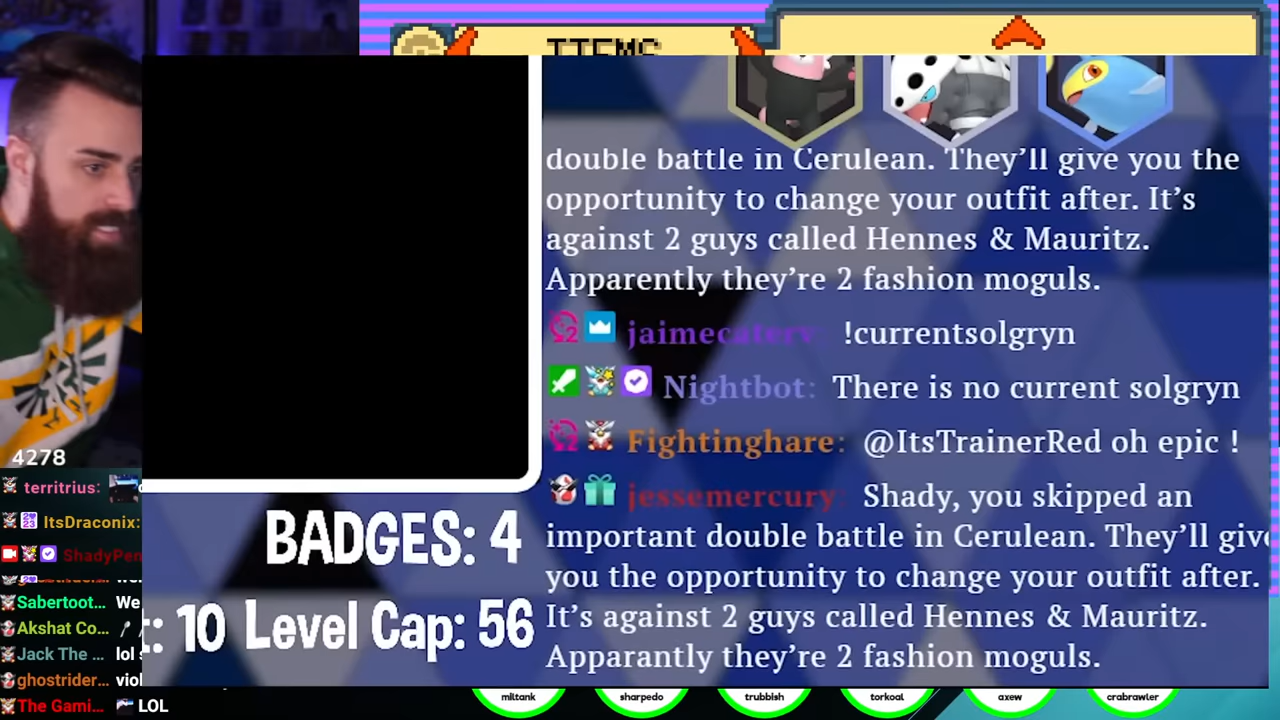 ITEMS
double battle in Cerulean. They'll give you the
opportunity to change your outfit after. It's
against 2 guys called Hennes & Mauritz.
Apparently they're 2 fashion moguls.
jaimecaterv: !currentsolgryn
Nightbot: There is no current solgryn
Fightinghare: @ItsTrainerRed oh epic !
jessemercury: Shady, you skipped an
important double battle in Cerulean. They'll give
you the opportunity to change your outfit after.
It's against 2 guys called Hennes & Mauritz.
Apparantly they're 2 fashion moguls.
BADGES: 4
: 10 Level Cap: 56
4278
territrius:
ItsDraconix:
ShadyPen
Sabertoot... We
Akshat Co...
Jack The ... lol
ghostrider... viol
The Gami... LOL
miltank
sharpedo
trubbish
torkoal
axew
crabrawler